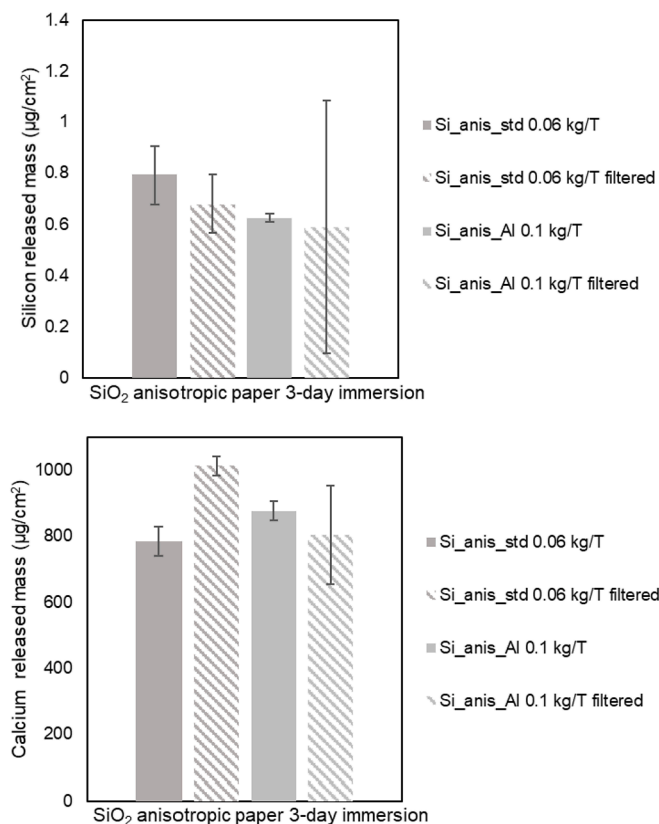 Silicon released mass (µg/cm²)
1.4
1.2
1
0.8
0.6
0.4
0.2
0
SiO₂ anisotropic paper 3-day immersion
Si_anis_std 0.06 kg/T
Si_anis_std 0.06 kg/T filtered
Si_anis_Al 0.1 kg/T
Si_anis_Al 0.1 kg/T filtered
Calcium released mass (µg/cm²)
1000
800
600
400
200
0
SiO₂ anisotropic paper 3-day immersion
Si_anis_std 0.06 kg/T
Si_anis_std 0.06 kg/T filtered
Si_anis_Al 0.1 kg/T
Si_anis_Al 0.1 kg/T filtered